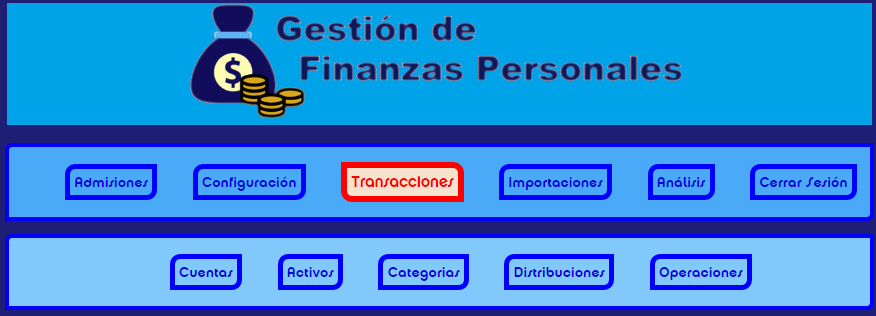 Gestión de
Finanzas Personales
$
Admisiones Configuración Transacciones Importaciones Análisis Cerrar Sesión
Cuentas Activos Categorias Distribuciones Operaciones